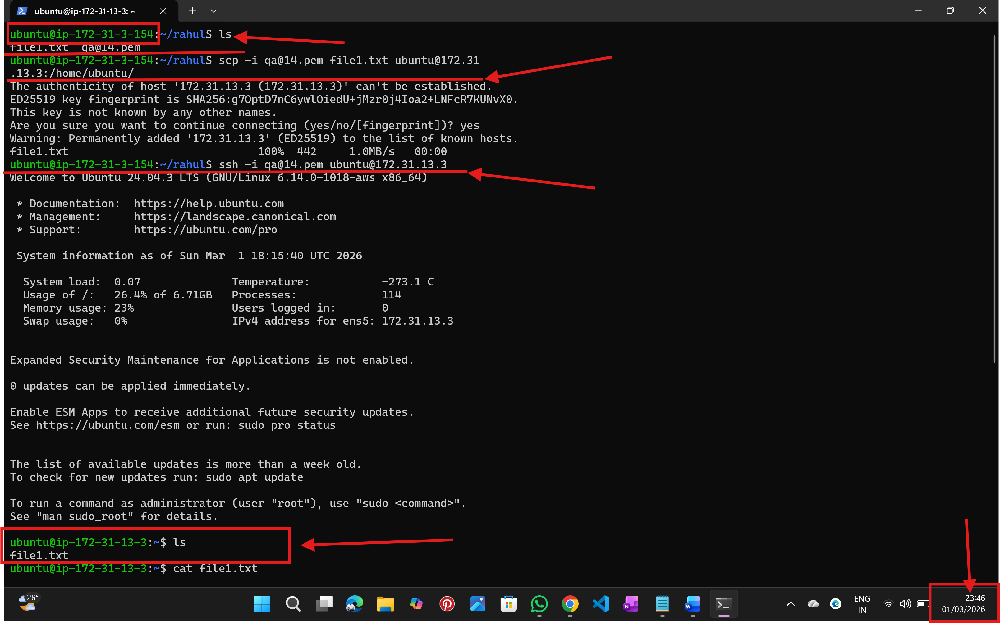 ubuntu@ip-172-31-13-3: ~
ubuntu@ip-172-31-3-154:~/rahul$ ls
file1.txt  qa@14.pem
ubuntu@ip-172-31-3-154:~/rahul$ scp -i qa@14.pem file1.txt ubuntu@172.31
.13.3:/home/ubuntu/
The authenticity of host '172.31.13.3 (172.31.13.3)' can't be established.
ED25519 key fingerprint is SHA256:g7OptD7nC6ywlOiedU+jMzr0j4Ioa2+LNFcR7KUNvX0.
This key is not known by any other names.
Are you sure you want to continue connecting (yes/no/[fingerprint])? yes
Warning: Permanently added '172.31.13.3' (ED25519) to the list of known hosts.
file1.txt                             100%  442     1.0MB/s   00:00
ubuntu@ip-172-31-3-154:~/rahul$ ssh -i qa@14.pem ubuntu@172.31.13.3
Welcome to Ubuntu 24.04.3 LTS (GNU/Linux 6.14.0-1018-aws x86_64)
* Documentation:  https://help.ubuntu.com
* Management:     https://landscape.canonical.com
* Support:        https://ubuntu.com/pro
System information as of Sun Mar  1 18:15:40 UTC 2026
System load:  0.07              Temperature:           -273.1 C
Usage of /:   26.4% of 6.71GB   Processes:             114
Memory usage: 23%               Users logged in:       0
Swap usage:   0%                IPv4 address for ens5: 172.31.13.3
Expanded Security Maintenance for Applications is not enabled.
0 updates can be applied immediately.
Enable ESM Apps to receive additional future security updates.
See https://ubuntu.com/esm or run: sudo pro status
The list of available updates is more than a week old.
To check for new updates run: sudo apt update
To run a command as administrator (user "root"), use "sudo <command>".
See "man sudo_root" for details.
ubuntu@ip-172-31-13-3:~$ ls
file1.txt
ubuntu@ip-172-31-13-3:~$ cat file1.txt
26°
ENG
IN
23:46
01/03/2026